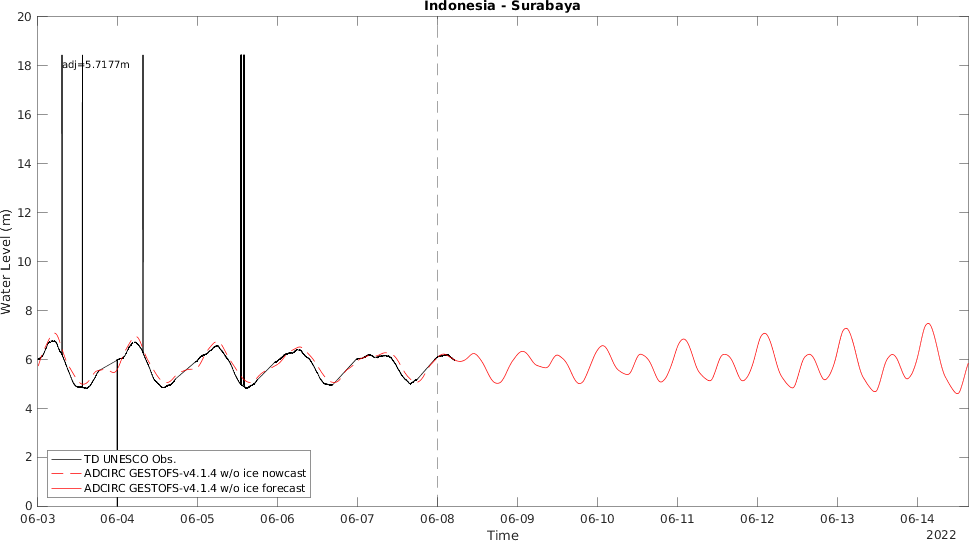 Indonesia - Surabaya
20
18
16
14
12
10
8
6
4
2
0
Water Level (m)
adj=5.7177m
TD UNESCO Obs.
ADCIRC GESTOFS-v4.1.4 w/o ice nowcast
ADCIRC GESTOFS-v4.1.4 w/o ice forecast
06-03 06-04 06-05 06-06 06-07 06-08 06-09 06-10 06-11 06-12 06-13 06-14
Time
2022